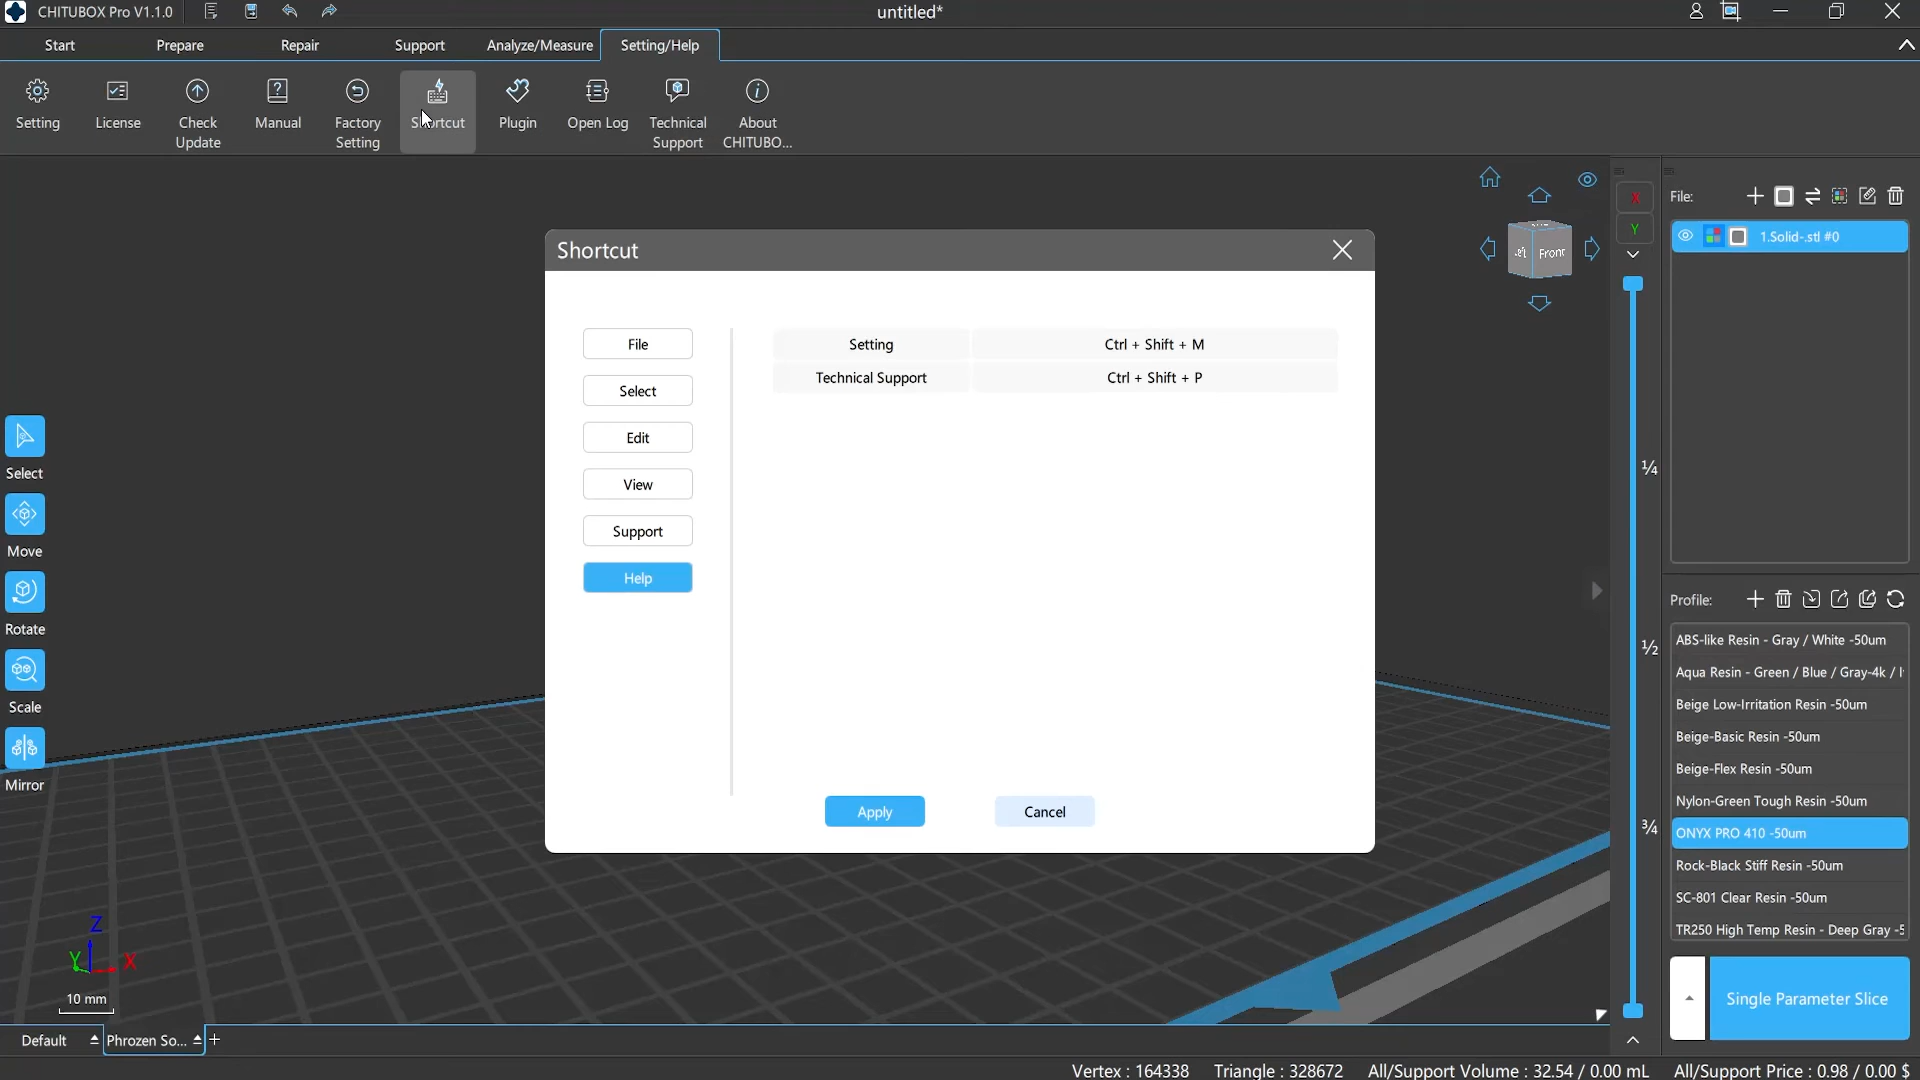 CHITUBOX Pro V1.1.0
untitled*
Start
Prepare
Repair
Support
Analyze/Measure
Setting/Help
Setting
License
Check
Update
Manual
Factory
Setting
Shortcut
Plugin
Open Log
Technical
Support
About
CHITUBO...
Shortcut
File
Select
Edit
View
Support
Help
Setting
Ctrl + Shift + M
Technical Support
Ctrl + Shift + P
Apply
Cancel
Select
Move
Rotate
Scale
Mirror
Front
X
Y
¼
½
¾
File:
1.Solid-.stl #0
Profile:
ABS-like Resin - Gray / White -50um
Aqua Resin - Green / Blue / Gray-4k /
Beige Low-Irritation Resin -50um
Beige-Basic Resin -50um
Beige-Flex Resin -50um
Nylon-Green Tough Resin -50um
ONYX PRO 410 -50um
Rock-Black Stiff Resin -50um
SC-801 Clear Resin -50um
TR250 High Temp Resin - Deep Gray -5
Single Parameter Slice
Z
Y
X
10 mm
Default
Phrozen So...
Vertex : 164338
Triangle : 328672
All/Support Volume : 32.54 / 0.00 mL
All/Support Price : 0.98 / 0.00 $